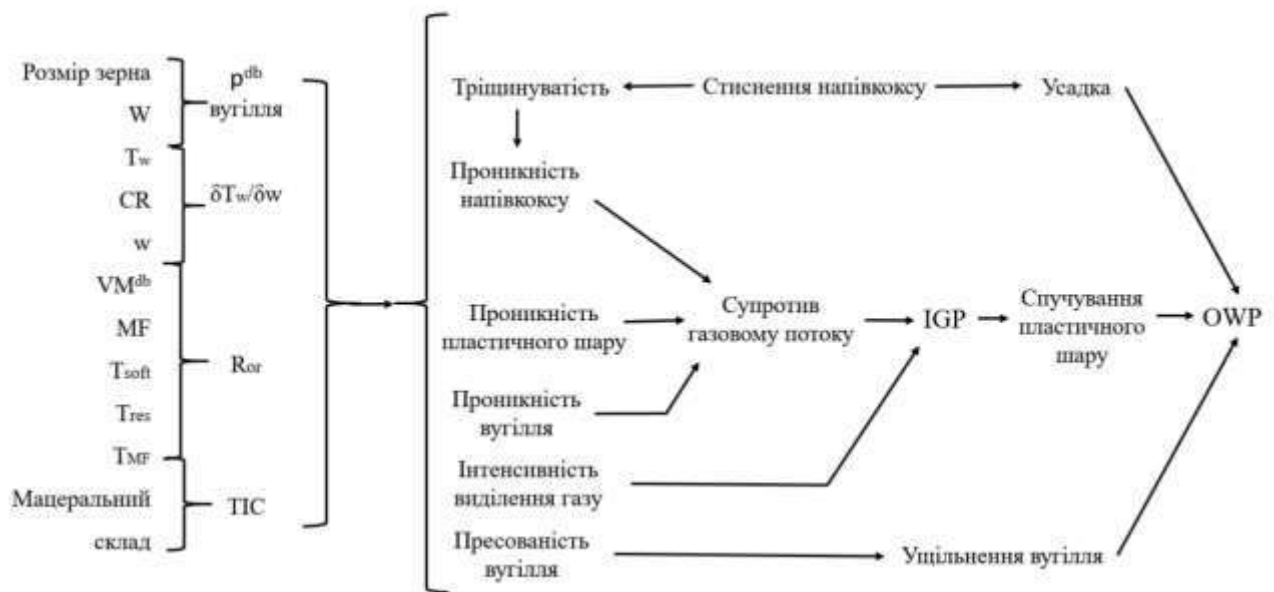 Розмір зерна
W
Tw
CR
w
VMdb
MF
Tsoft
Tres
TMF
Мацеральний
склад
pdb
вугілля
δTw/δw
Ror
TIC
Тріщинуватість
Стиснення напівкоксу
Усадка
Проникність
напівкоксу
Проникність
пластичного шару
Супротив
газовому потоку
IGP
Спучування
пластичного
шару
OWP
Проникність
вугілля
Інтенсивність
виділення газу
Пресованість
вугілля
Ущільнення вугілля